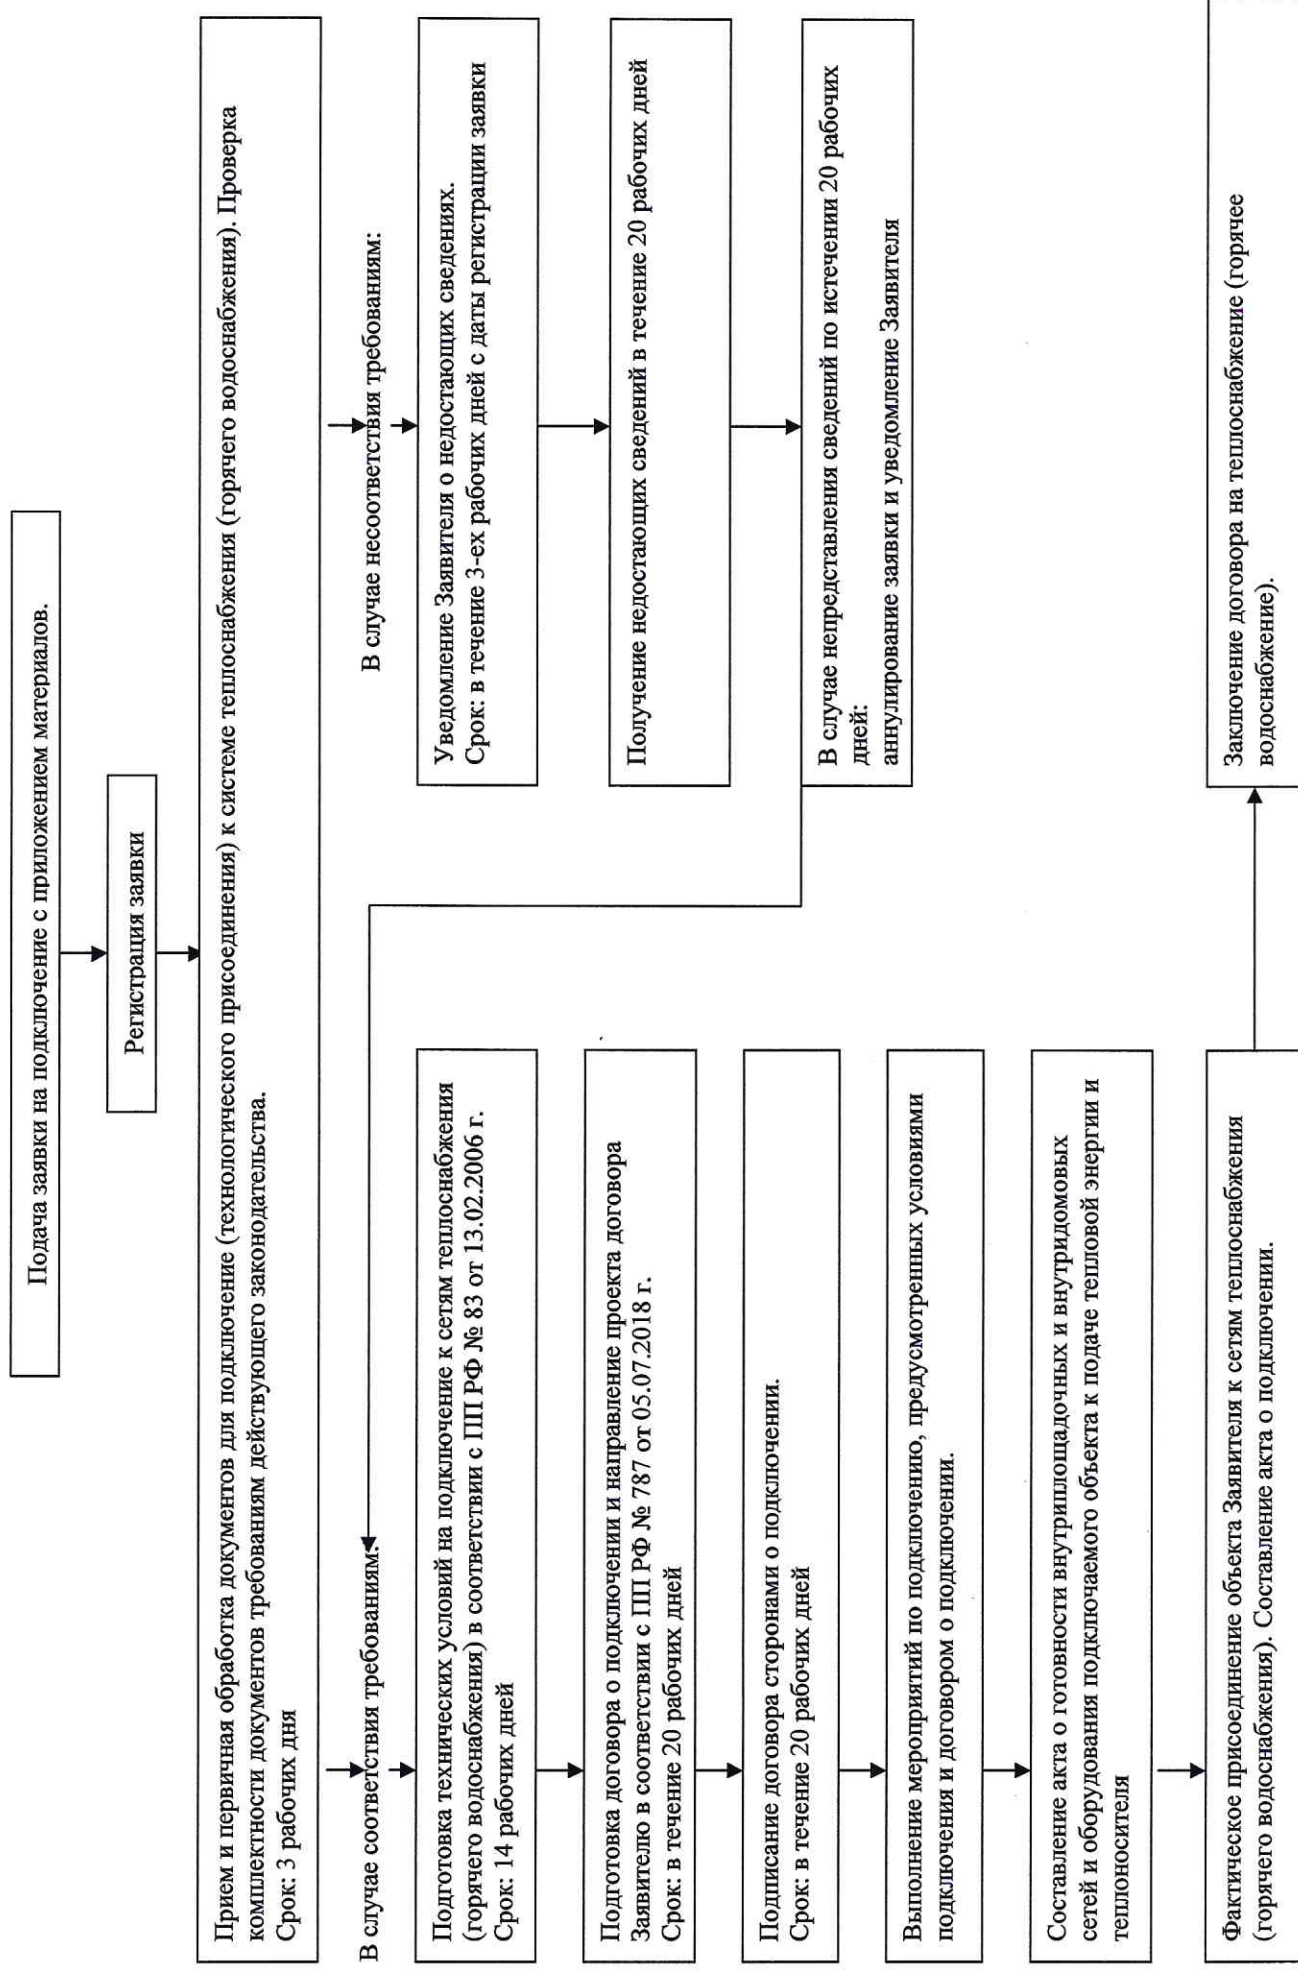 Подача заявки на подключение с приложением материалов.
Регистрация заявки
Прием и первичная обработка документов для подключение (технологического присоединения) к системе теплоснабжения (горячего водоснабжения). Проверка
комплектности документов требованиям действующего законодательства.
Срок: 3 рабочих дня
В случае соответствия требованиям:
В случае несоответствия требованиям:
Подготовка технических условий на подключение к сетям теплоснабжения
(горячего водоснабжения) в соответствии с ПП РФ № 83 от 13.02.2006 г.
Срок: 14 рабочих дней
Подготовка договора о подключении и направление проекта договора
Заявителю в соответствии с ПП РФ № 787 от 05.07.2018 г.
Срок: в течение 20 рабочих дней
Подписание договора сторонами о подключении.
Срок: в течение 20 рабочих дней
Выполнение мероприятий по подключению, предусмотренных условиями
подключения и договором о подключении.
Составление акта о готовности внутриплощадочных и внутридомовых
сетей и оборудования подключаемого объекта к подаче тепловой энергии и
теплоносителя
Фактическое присоединение объекта Заявителя к сетям теплоснабжения
(горячего водоснабжения). Составление акта о подключении.
Уведомление Заявителя о недостающих сведениях.
Срок: в течение 3-ех рабочих дней с даты регистрации заявки
Получение недостающих сведений в течение 20 рабочих дней
В случае непредставления сведений по истечении 20 рабочих
дней:
аннулирование заявки и уведомление Заявителя
Заключение договора на теплоснабжение (горячее
водоснабжение).